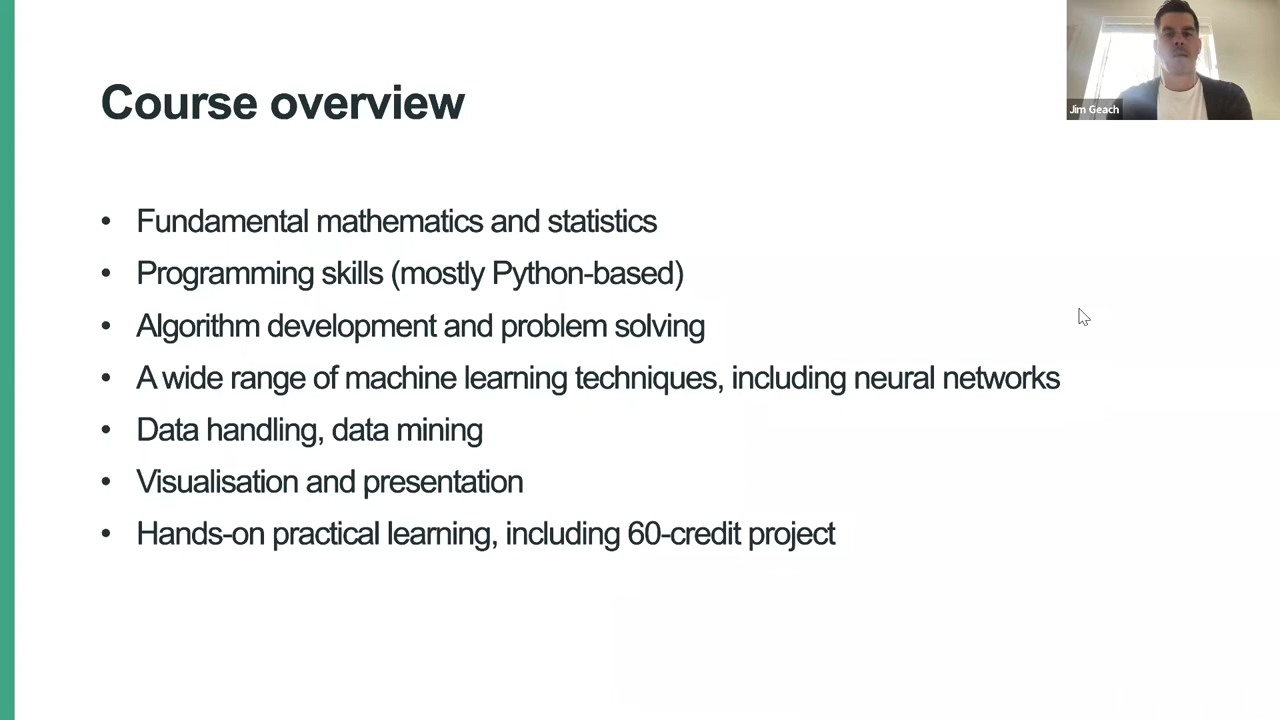 Course overview
Jim Geach
• Fundamental mathematics and statistics
• Programming skills (mostly Python-based)
• Algorithm development and problem solving
• A wide range of machine learning techniques, including neural networks
• Data handling, data mining
• Visualisation and presentation
• Hands-on practical learning, including 60-credit project